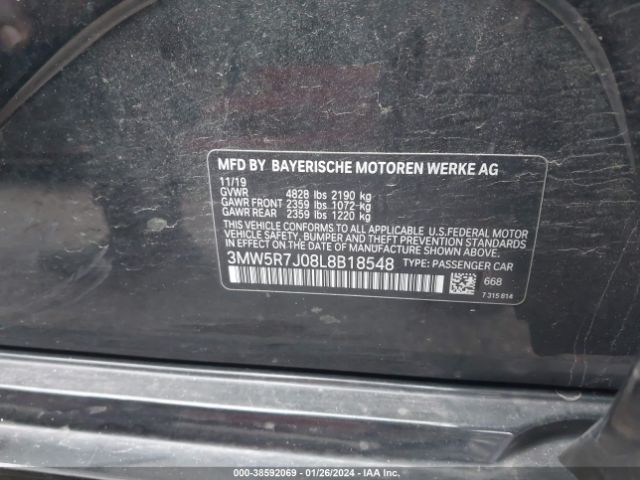 MFD BY BAYERISCHE MOTOREN WERKE AG
11/19
GVWR 4828 lbs 2190 kg
GAWR FRONT 2359 lbs 1072 kg
GAWR REAR 2359 lbs 1220 kg
THIS VEHICLE CONFORMS TO ALL APPLICABLE U.S.FEDERAL MOTOR
VEHICLE SAFETY, BUMPER, AND THEFT PREVENTION STANDARDS
IN EFFECT ON THE DATE OF MANUFACTURE SHOWN ABOVE.
3MW5R7J08L8B18548 TYPE: PASSENGER CAR
668
7 315 814
000-38592069 - 01/26/2024 - IAA Inc.